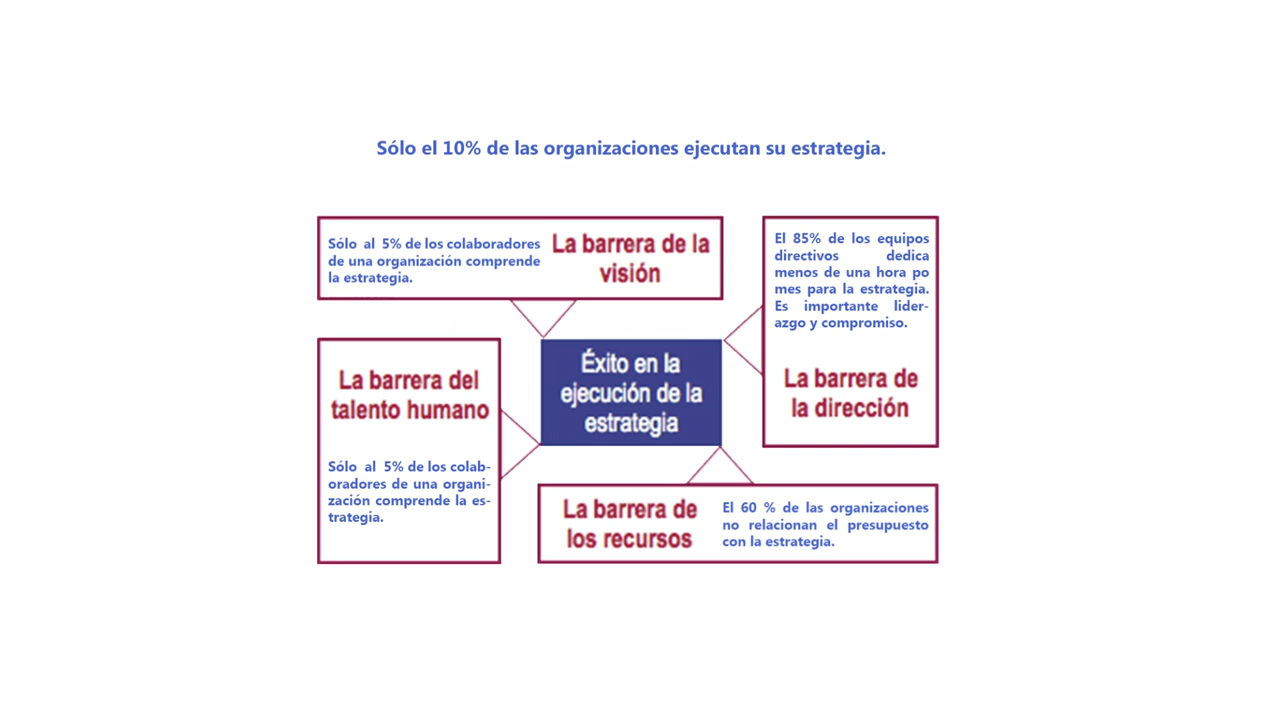 Sólo el 10% de las organizaciones ejecutan su estrategia.
Sólo al 5% de los colaboradores
de una organización comprende
la estrategia.
La barrera de la
visión
El 85% de los equipos
directivos dedica
menos de una hora po
mes para la estrategia.
Es importante lider-
azgo y compromiso.
La barrera de
la dirección
Éxito en la
ejecución de la
estrategia
La barrera del
talento humano
Sólo al 5% de los colab-
oradores de una organi-
zación comprende la es-
trategia.
La barrera de
los recursos
El 60 % de las organizaciones
no relacionan el presupuesto
con la estrategia.